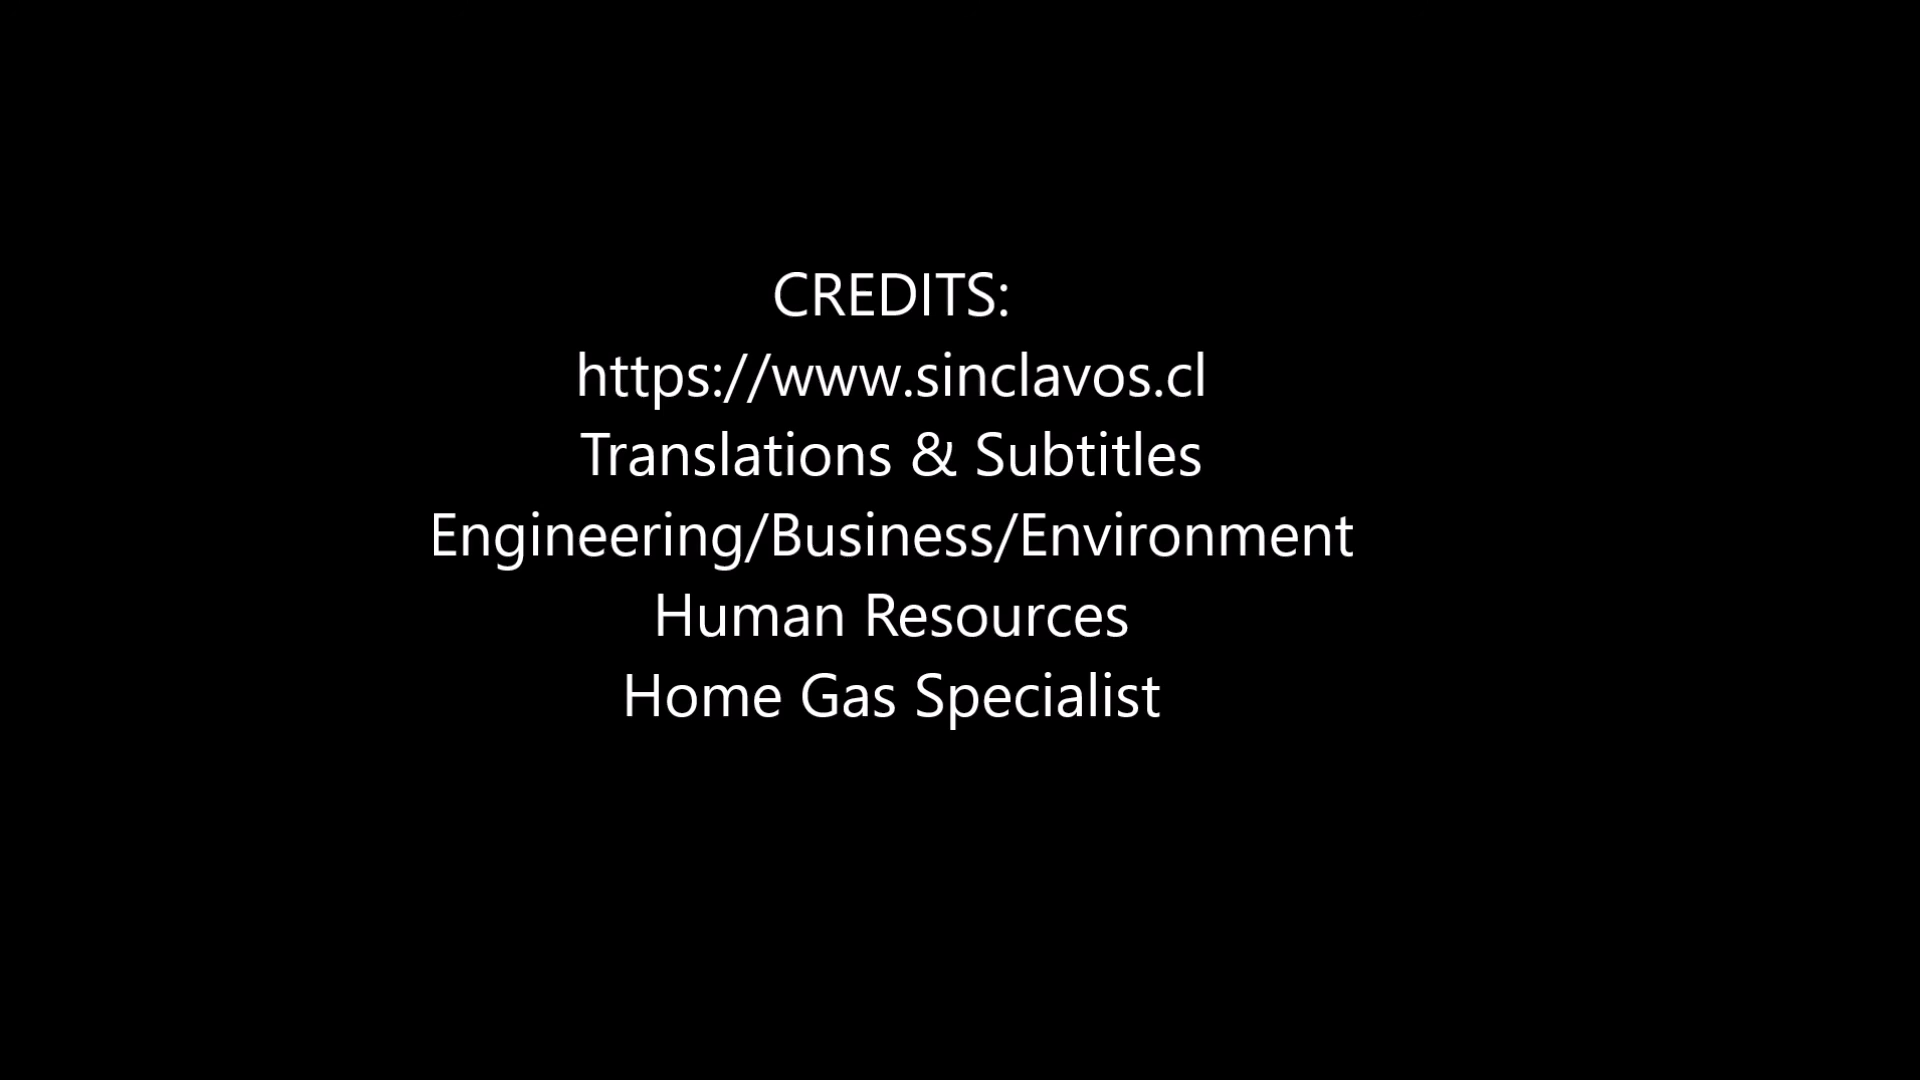 CREDITS:
https://www.sinclavos.cl
Translations & Subtitles
Engineering/Business/Environment
Human Resources
Home Gas Specialist